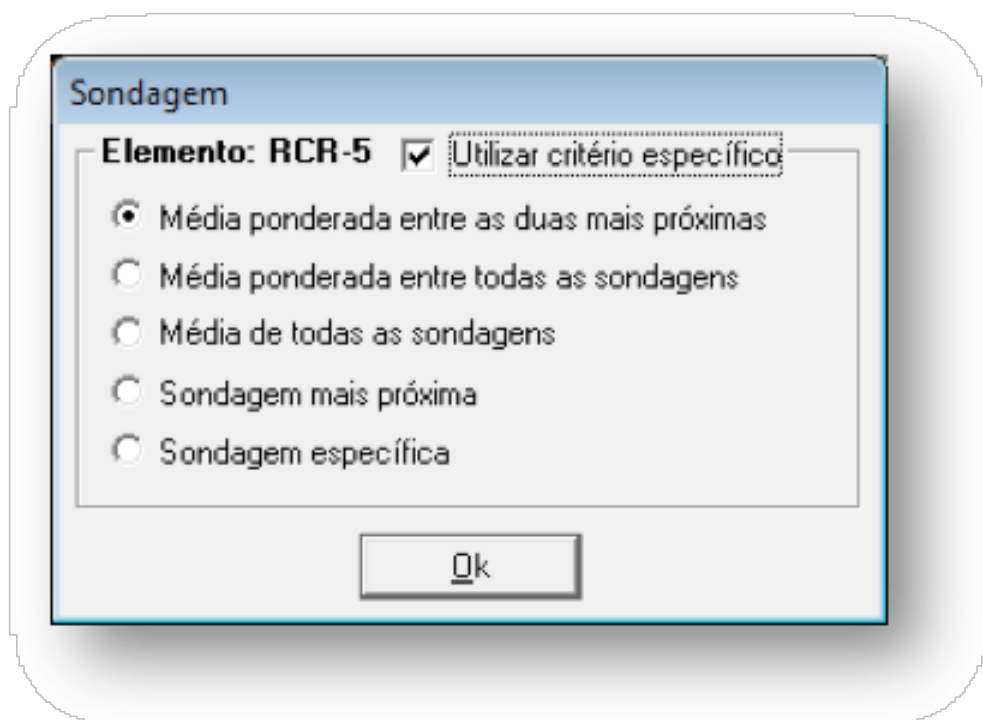 Sondagem
Elemento: RCR-5 Utilizar critério específico
Média ponderada entre as duas mais próximas
Média ponderada entre todas as sondagens
Média de todas as sondagens
Sondagem mais próxima
Sondagem específica
Ok